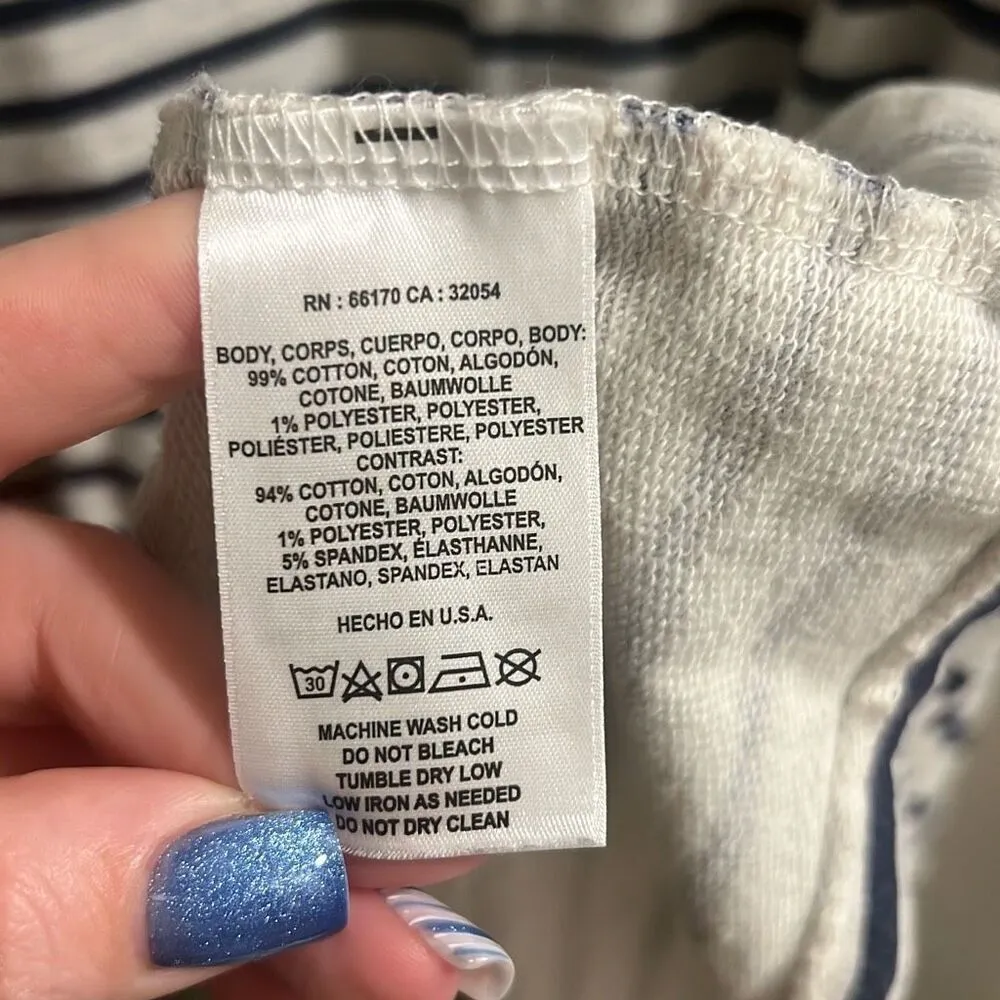 RN : 66170 CA : 32054
BODY, CORPS, CUERPO, CORPO, BODY:
99% COTTON, COTON, ALGODÓN,
COTONE, BAUMWOLLE
1% POLYESTER, POLYESTER,
POLIÉSTER, POLIESTERE, POLYESTER
CONTRAST:
94% COTTON, COTON, ALGODÓN,
COTONE, BAUMWOLLE
1% POLYESTER, POLYESTER,
5% SPANDEX, ÉLASTHANNE,
ELASTANO, SPANDEX, ELASTAN
HECHO EN U.S.A.
30
MACHINE WASH COLD
DO NOT BLEACH
TUMBLE DRY LOW
LOW IRON AS NEEDED
DO NOT DRY CLEAN